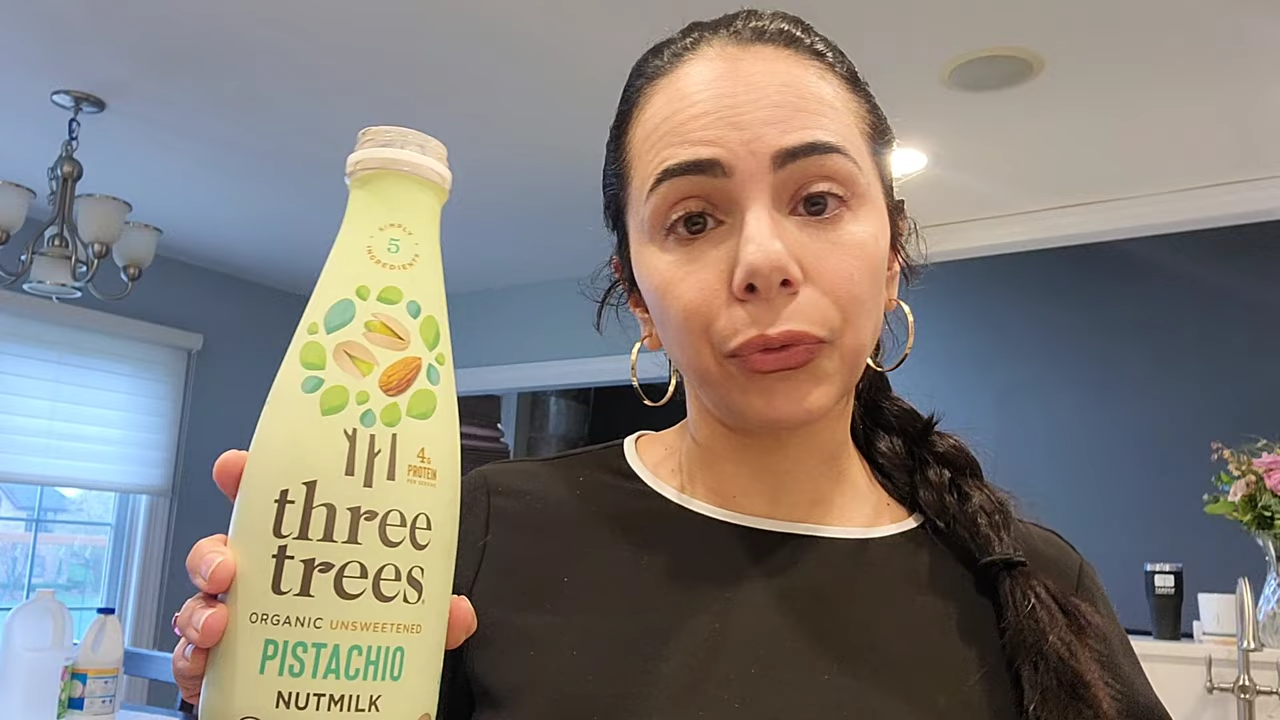 SIMPLY
5
INGREDIENTS
4g
PROTEIN
PER SERVING
three
trees
ORGANIC UNSWEETENED
PISTACHIO
NUTMILK